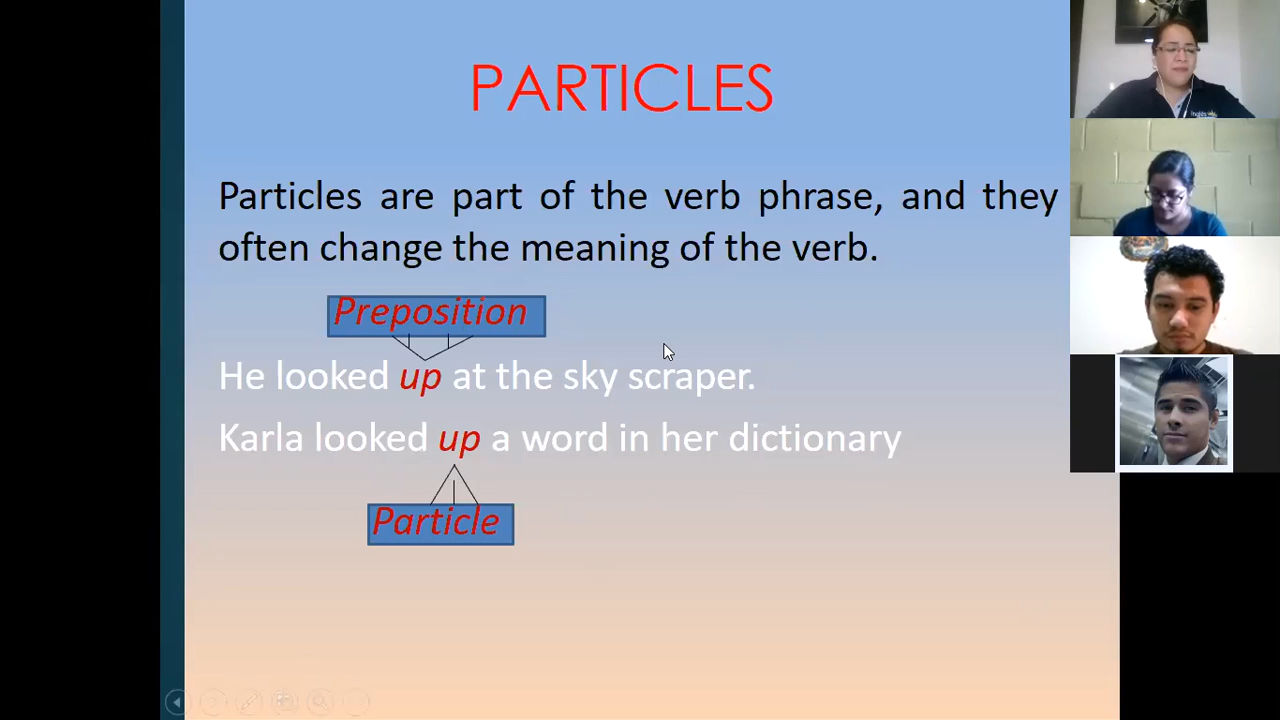 PARTICLES
Particles are part of the verb phrase, and they
often change the meaning of the verb.
Preposition
He looked up at the sky scraper.
Karla looked up a word in her dictionary
Particle